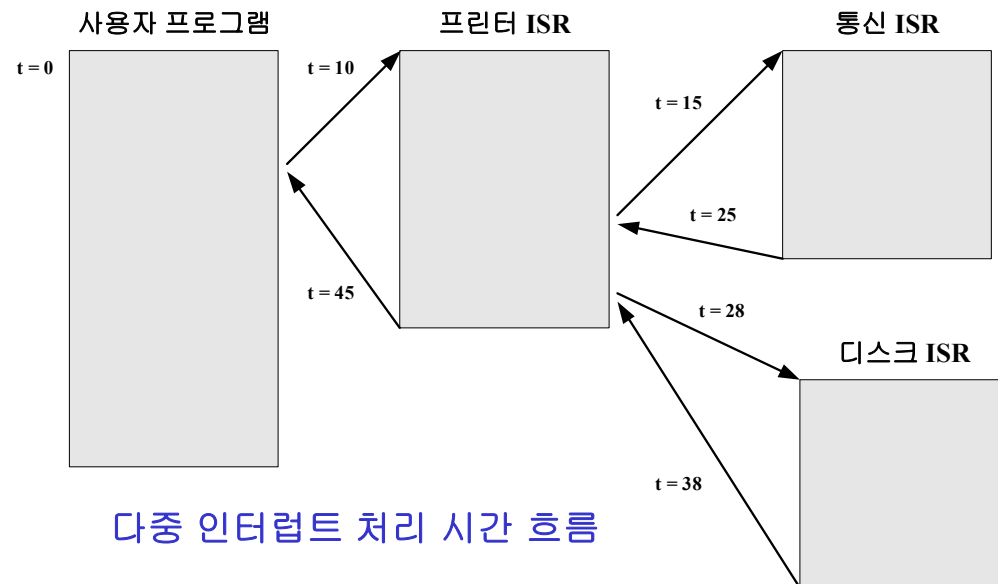 사용자 프로그램
프린터 ISR
통신 ISR
t = 0
t = 10
t = 15
t = 25
t = 45
t = 28
디스크 ISR
t = 38
다중 인터럽트 처리 시간 흐름